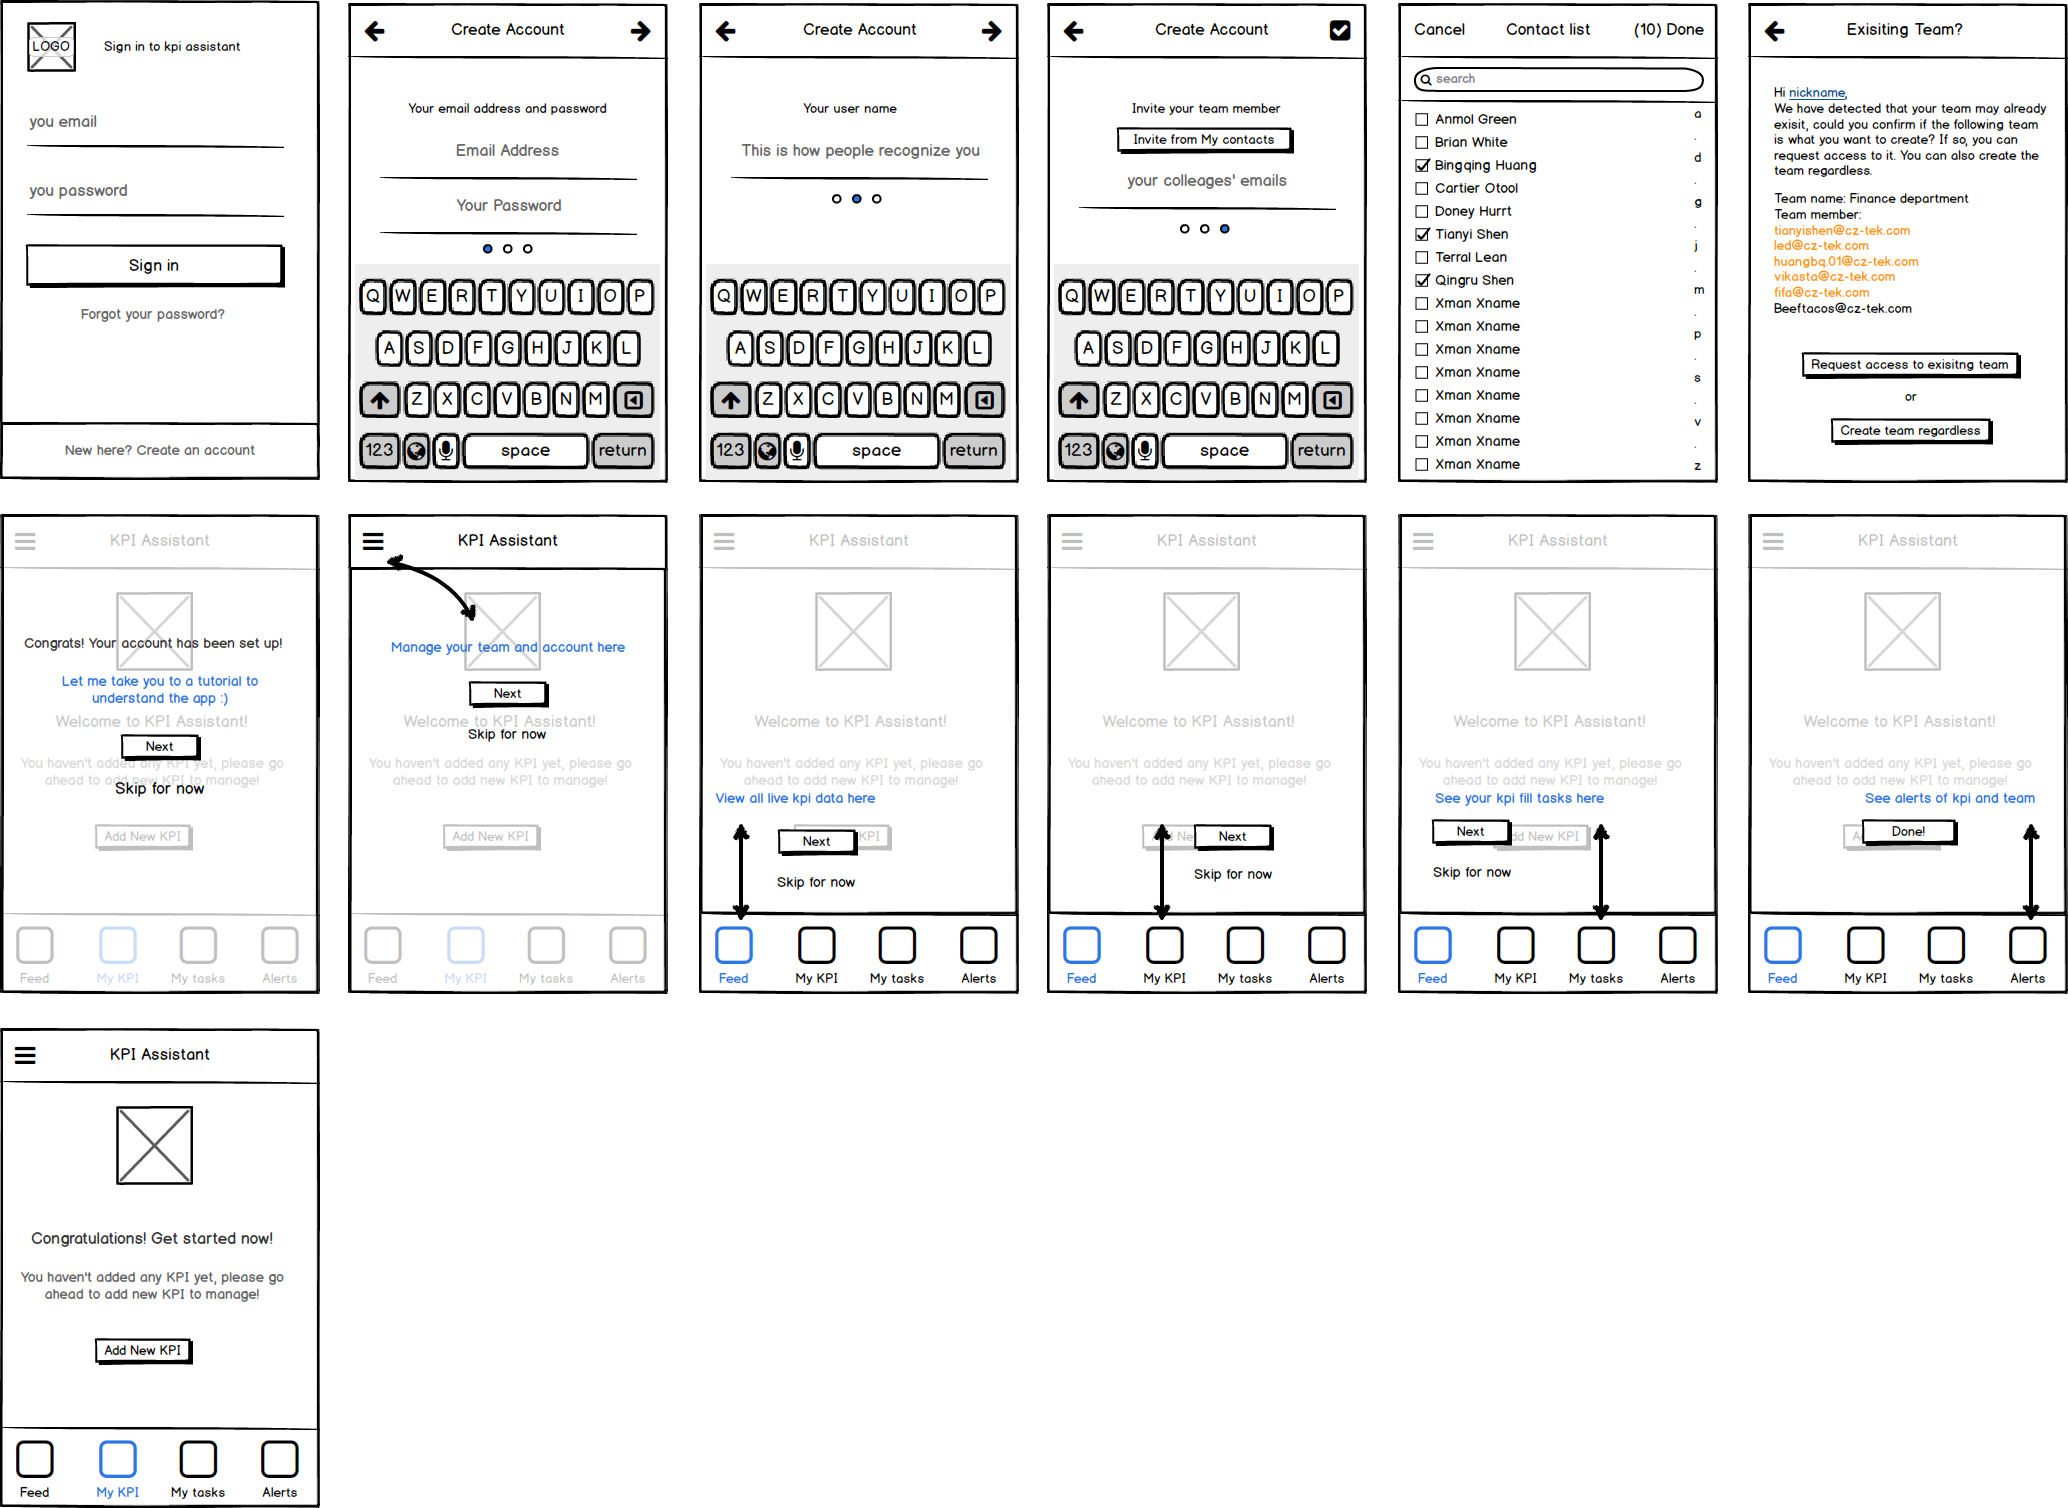 LOGO
Sign in to kpi assistant
you email
you password
Sign in
Forgot your password?
New here? Create an account
Create Account
Your email address and password
Email Address
Your Password
Q W E R T Y U I O P
A S D F G H J K L
Z X C V B N M
123 space return
Create Account
Your user name
This is how people recognize you
Q W E R T Y U I O P
A S D F G H J K L
Z X C V B N M
123 space return
Create Account
Invite your team member
Invite from My contacts
your colleages' emails
Q W E R T Y U I O P
A S D F G H J K L
Z X C V B N M
123 space return
Cancel Contact list (10) Done
search
Anmol Green
Brian White
Bingqing Huang
Cartier Otool
Doney Hurrt
Tianyi Shen
Terral Lean
Qingru Shen
Xman Xname
Xman Xname
Xman Xname
Xman Xname
Xman Xname
Xman Xname
Xman Xname
Xman Xname
a
.
d
.
g
.
j
.
m
.
p
.
s
.
v
.
z
Exisiting Team?
Hi nickname,
We have detected that your team may already
exisit, could you confirm if the following team
is what you want to create? If so, you can
request access to it. You can also create the
team regardless.
Team name: Finance department
Team member:
tianyishen@cz-tek.com
led@cz-tek.com
huangbq.01@cz-tek.com
vikasta@cz-tek.com
fifa@cz-tek.com
Beeftacos@cz-tek.com
Request access to exisitng team
or
Create team regardless
KPI Assistant
Congrats! Your account has been set up!
Let me take you to a tutorial to
understand the app :)
Welcome to KPI Assistant!
Next
You haven't added any KPI yet, please go
ahead to add new KPI to manage!
Skip for now
Add New KPI
Feed My KPI My tasks Alerts
KPI Assistant
Manage your team and account here
Next
Welcome to KPI Assistant!
Skip for now
You haven't added any KPI yet, please go
ahead to add new KPI to manage!
Add New KPI
Feed My KPI My tasks Alerts
KPI Assistant
Welcome to KPI Assistant!
You haven't added any KPI yet, please go
ahead to add new KPI to manage!
View all live kpi data here
Next KPI
Skip for now
Feed My KPI My tasks Alerts
KPI Assistant
Welcome to KPI Assistant!
You haven't added any KPI yet, please go
ahead to add new KPI to manage!
Next
Skip for now
Feed My KPI My tasks Alerts
KPI Assistant
Welcome to KPI Assistant!
You haven't added any KPI yet, please go
ahead to add new KPI to manage!
See your kpi fill tasks here
Next dd New KPI
Skip for now
Feed My KPI My tasks Alerts
KPI Assistant
Welcome to KPI Assistant!
You haven't added any KPI yet, please go
ahead to add new KPI to manage!
See alerts of kpi and team
Done!
Feed My KPI My tasks Alerts
KPI Assistant
Congratulations! Get started now!
You haven't added any KPI yet, please go
ahead to add new KPI to manage!
Add New KPI
Feed My KPI My tasks Alerts